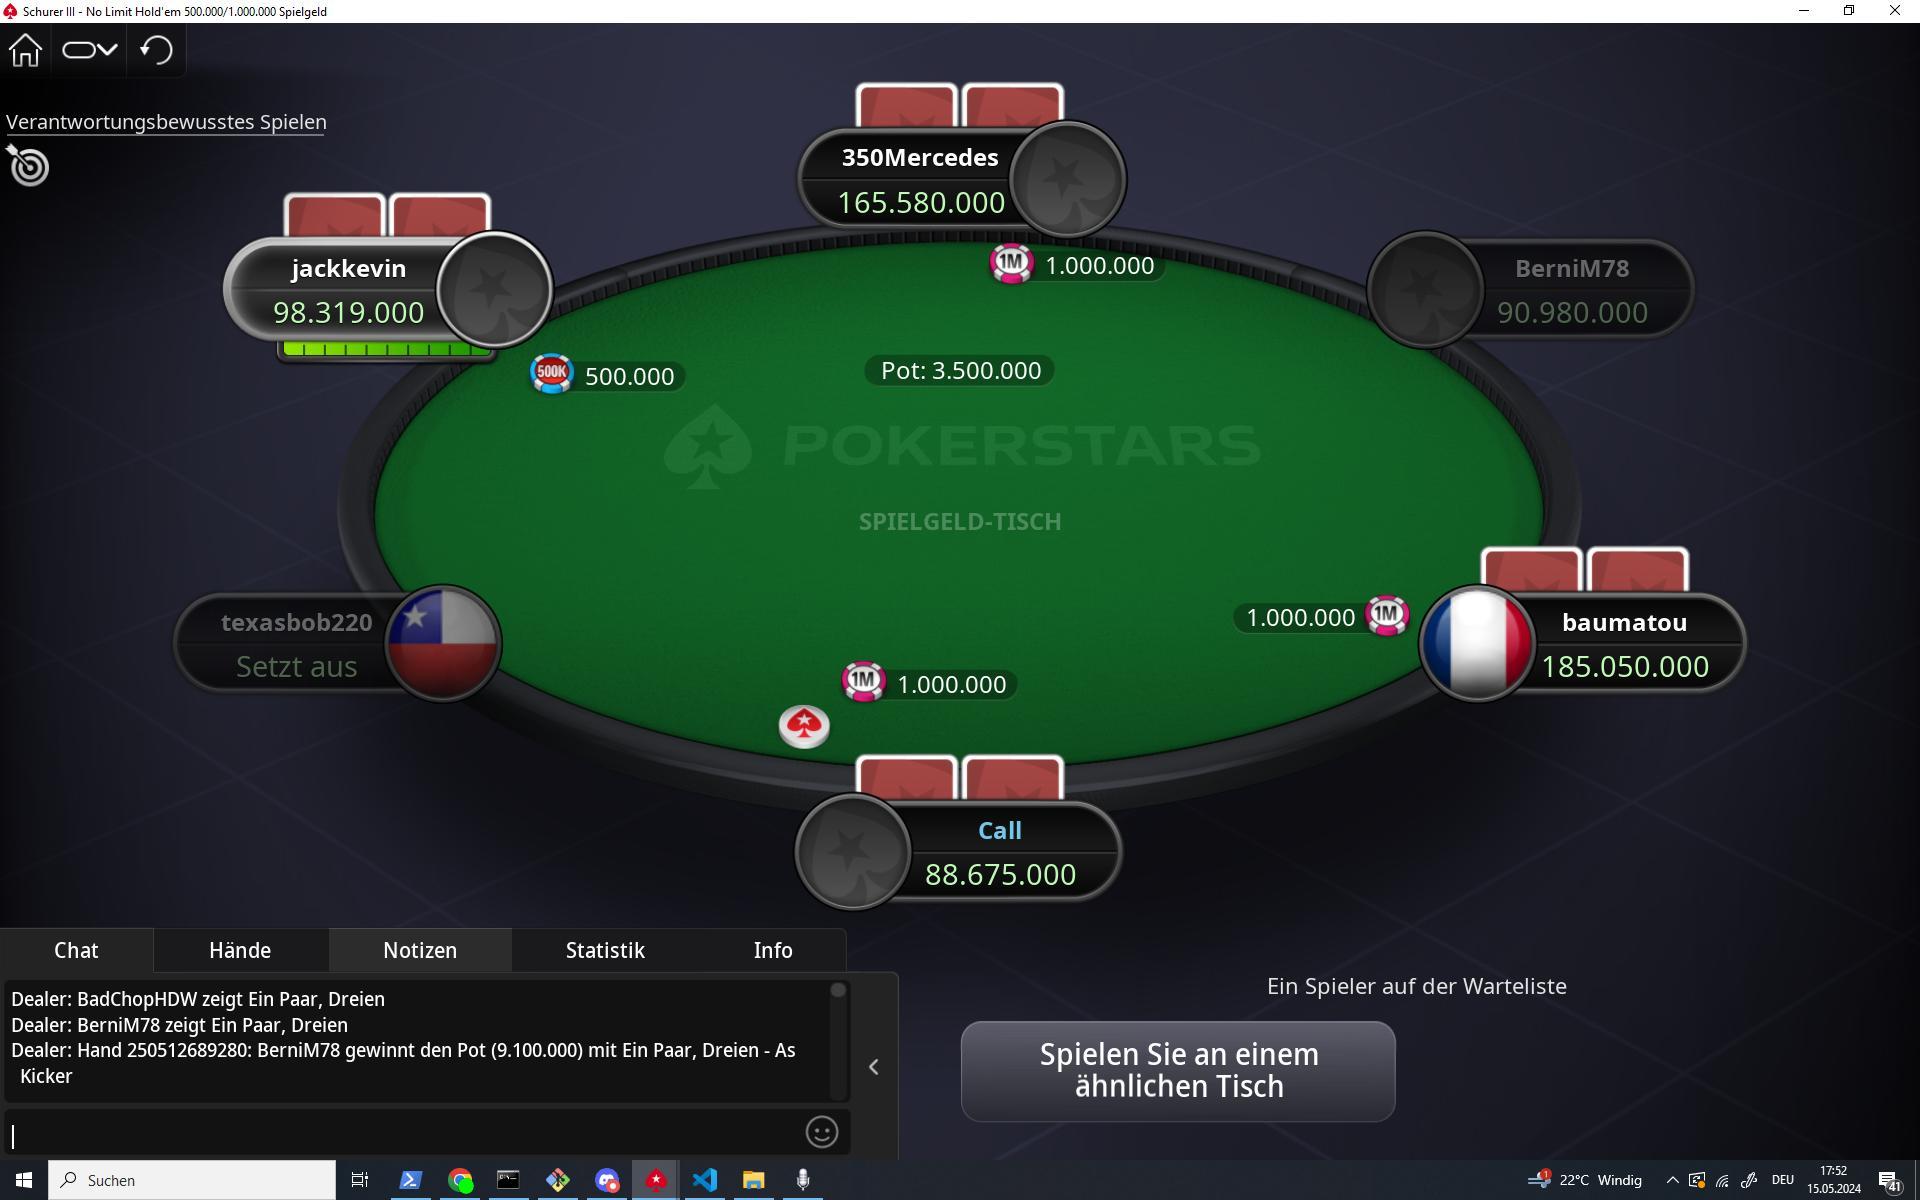 Schurer III - No Limit Hold'em 500.000/1.000.000 Spielgeld
Verantwortungsbewusstes Spielen
350Mercedes
165.580.000
jackkevin
98.319.000
1M 1.000.000
BerniM78
90.980.000
500K 500.000
Pot: 3.500.000
POKERSTARS
SPIELGELD-TISCH
texasbob220
Setzt aus
1.000.000 1M
baumatou
185.050.000
1M 1.000.000
Call
88.675.000
Chat Hände Notizen Statistik Info
Dealer: BadChopHDW zeigt Ein Paar, Dreien
Dealer: BerniM78 zeigt Ein Paar, Dreien
Dealer: Hand 250512689280: BerniM78 gewinnt den Pot (9.100.000) mit Ein Paar, Dreien - As
Kicker
Ein Spieler auf der Warteliste
Spielen Sie an einem
ähnlichen Tisch
Suchen
1
22°C Windig
DEU
17:52
15.05.2024
41